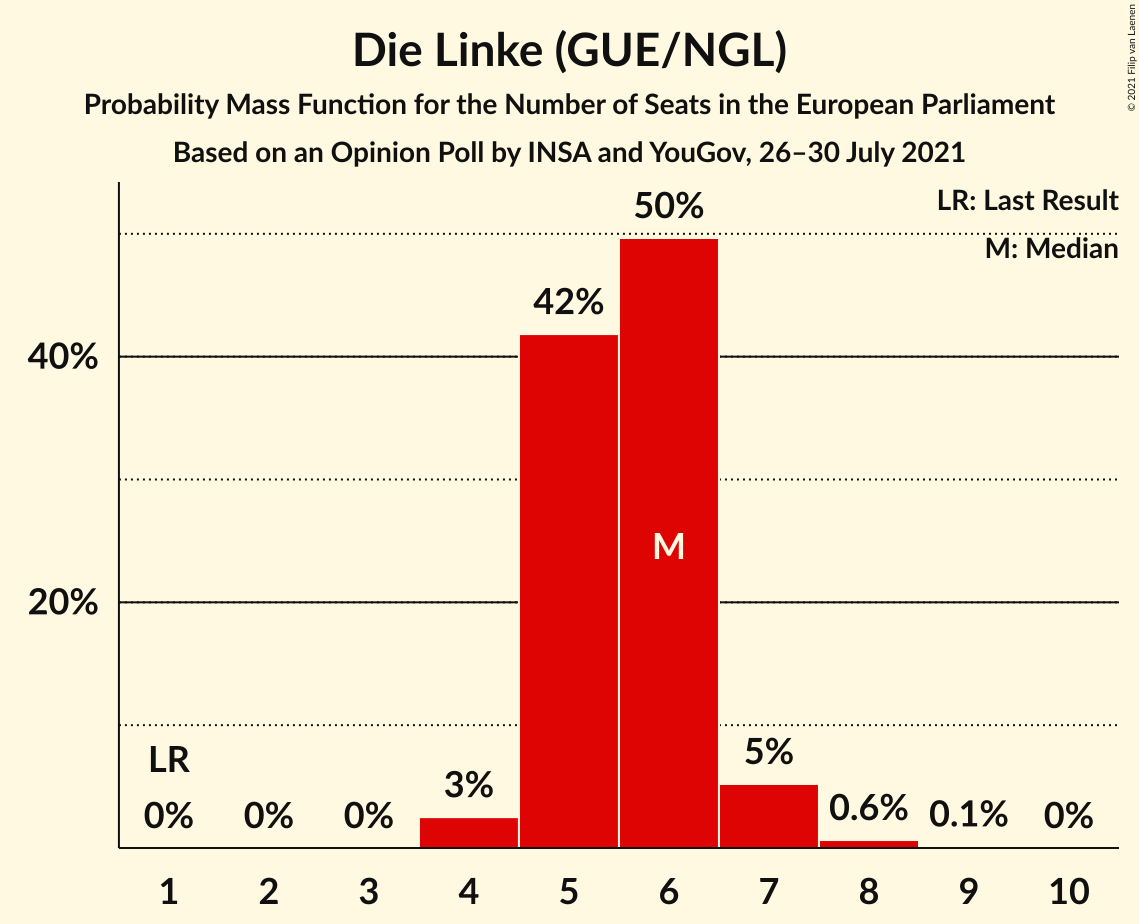 Die Linke (GUE/NGL)
Probability Mass Function for the Number of Seats in the European Parliament
Based on an Opinion Poll by INSA and YouGov, 26–30 July 2021
© 2021 Filip van Laenen
LR: Last Result
M: Median
50%
42%
40%
M
20%
LR
5%
3%
0%
0%
0%
0.6%
0.1%
0%
1 2 3 4 5 6 7 8 9 10